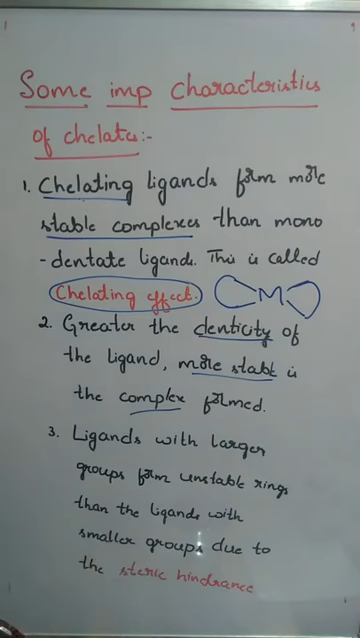 Some imp characteristics
of chelates:-
1. Chelating ligands form more
stable complexes than mono
-dentate ligands. This is called
Chelating effect. M
2. Greater the denticity of
the ligand, more stable is
the complex formed.
3. Ligands with larger
groups form unstable rings
than the ligands with
smaller groups due to
the steric hindrance